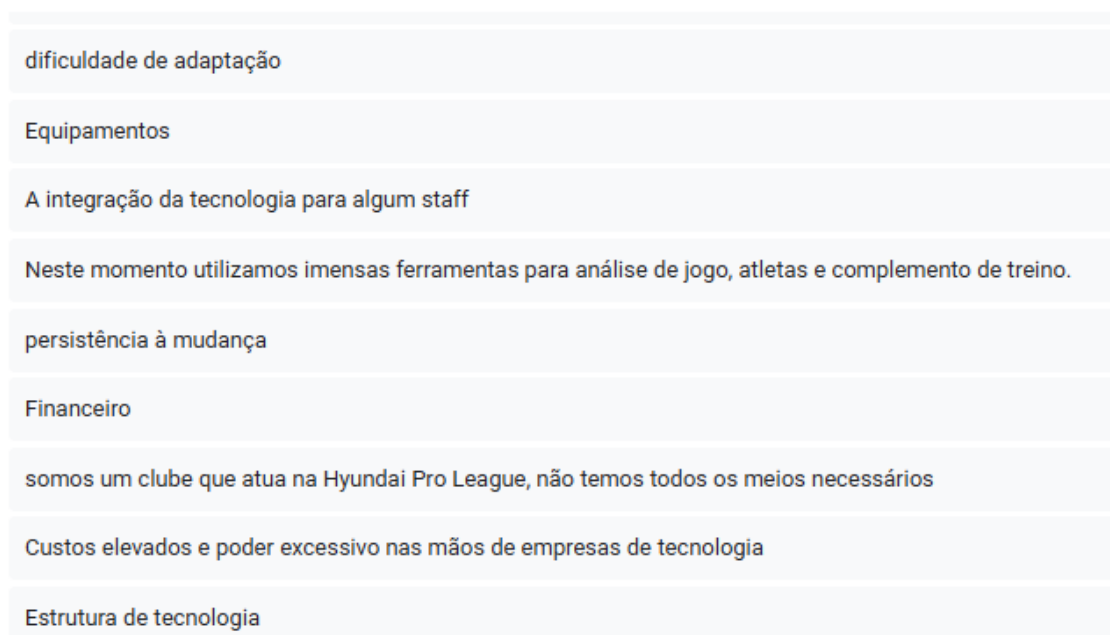 dificuldade de adaptação
Equipamentos
A integração da tecnologia para algum staff
Neste momento utilizamos imensas ferramentas para análise de jogo, atletas e complemento de treino.
persistência à mudança
Financeiro
somos um clube que atua na Hyundai Pro League, não temos todos os meios necessários
Custos elevados e poder excessivo nas mãos de empresas de tecnologia
Estrutura de tecnologia